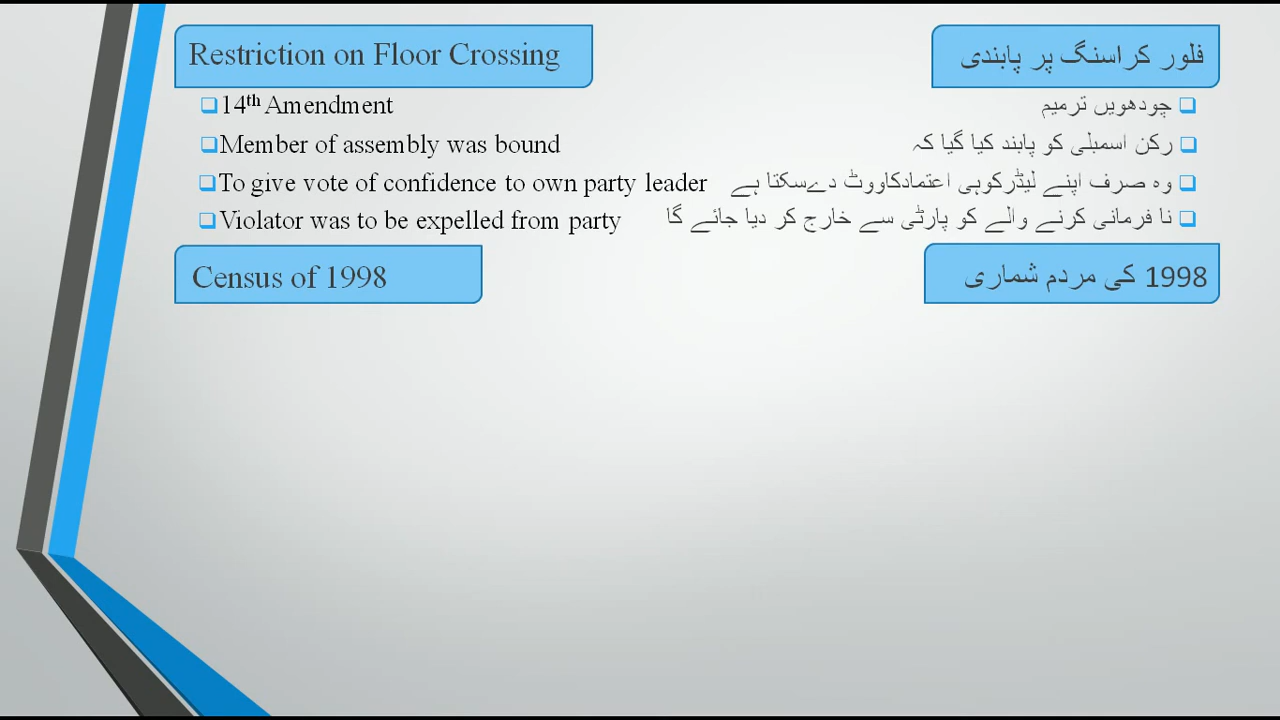 Restriction on Floor Crossing
فلور کراسنگ پر پابندی
14th Amendment
چودھویں ترمیم
Member of assembly was bound
رکن اسمبلی کو پابند کیا گیا کہ
To give vote of confidence to own party leader
وہ صرف اپنے لیڈرکوہی اعتمادکاووٹ دےسکتا ہے
Violator was to be expelled from party
نا فرمانی کرنے والے کو پارٹی سے خارج کر دیا جائے گا
Census of 1998
1998 کی مردم شماری